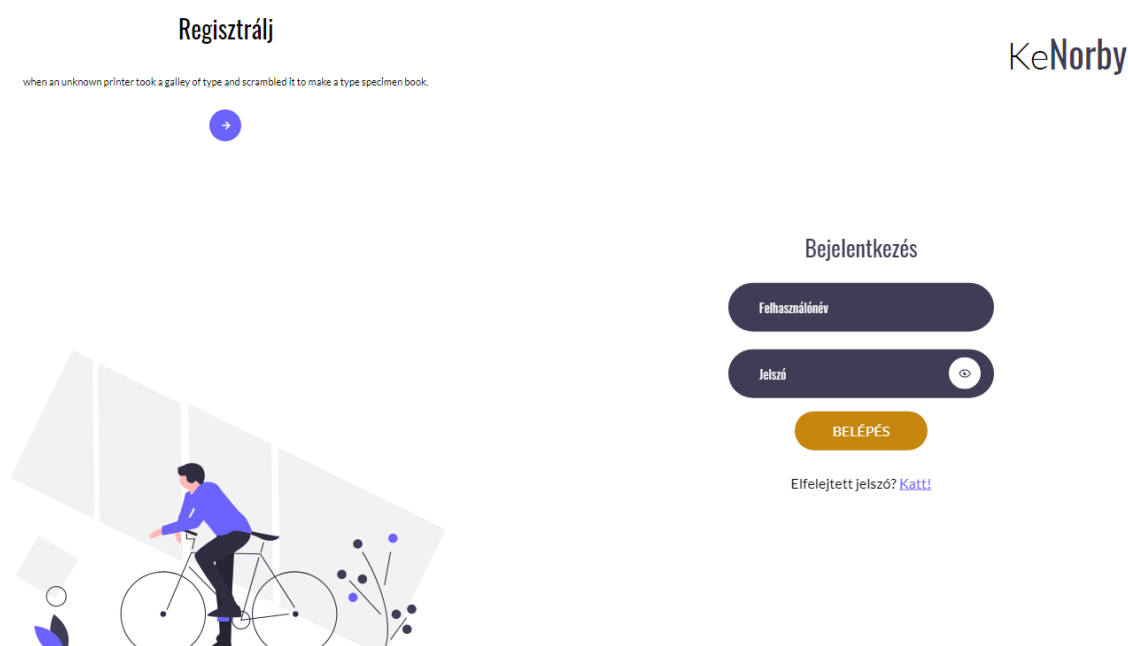 Regisztrálj
when an unknown printer took a galley of type and scrambled it to make a type specimen book.
KeNorby
Bejelentkezés
Felhasználónév
Jelszó
BELÉPÉS
Elfelejtett jelszó? Katt!